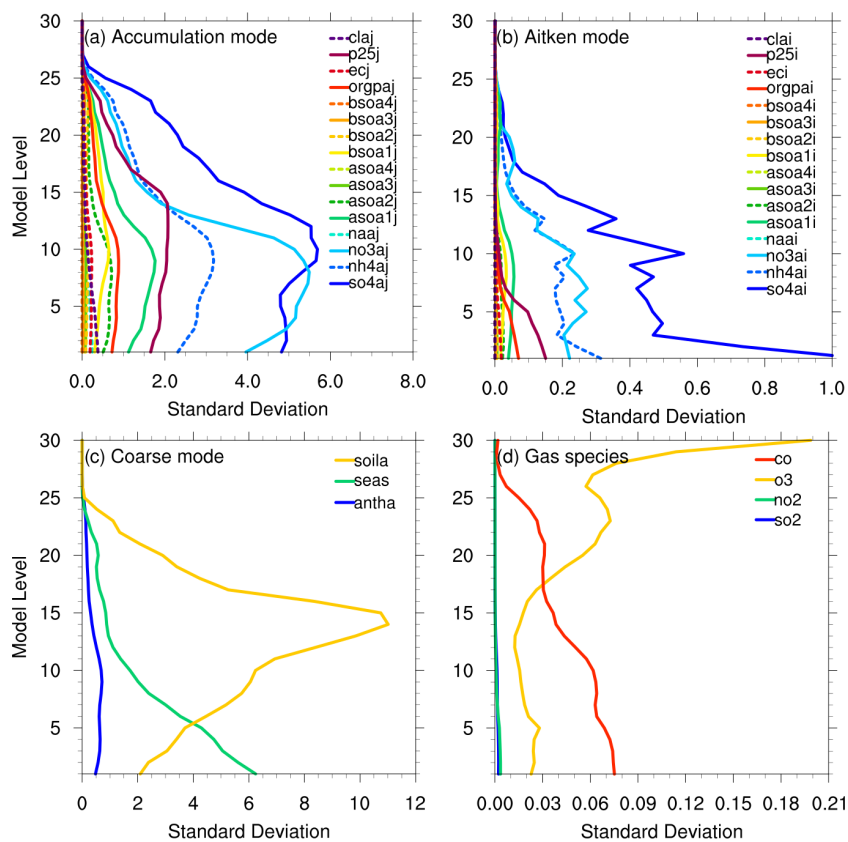 (a) Accumulation mode
claj
p25j
ecj
orgpaj
bsoa4j
bsoa3j
bsoa2j
bsoa1j
asoa4j
asoa3j
asoa2j
asoa1j
naaj
no3aj
nh4aj
so4aj
30
25
20
15
10
5
Model Level
0.0 2.0 4.0 6.0 8.0
Standard Deviation
(b) Aitken mode
clai
p25i
eci
orgpai
bsoa4i
bsoa3i
bsoa2i
bsoa1i
asoa4i
asoa3i
asoa2i
asoa1i
naai
no3ai
nh4ai
so4ai
30
25
20
15
10
5
0.0 0.2 0.4 0.6 0.8 1.0
Standard Deviation
(c) Coarse mode
soila
seas
antha
30
25
20
15
10
5
Model Level
0 2 4 6 8 10 12
Standard Deviation
(d) Gas species
co
o3
no2
so2
30
25
20
15
10
5
0.00 0.03 0.06 0.09 0.12 0.15 0.18 0.21
Standard Deviation